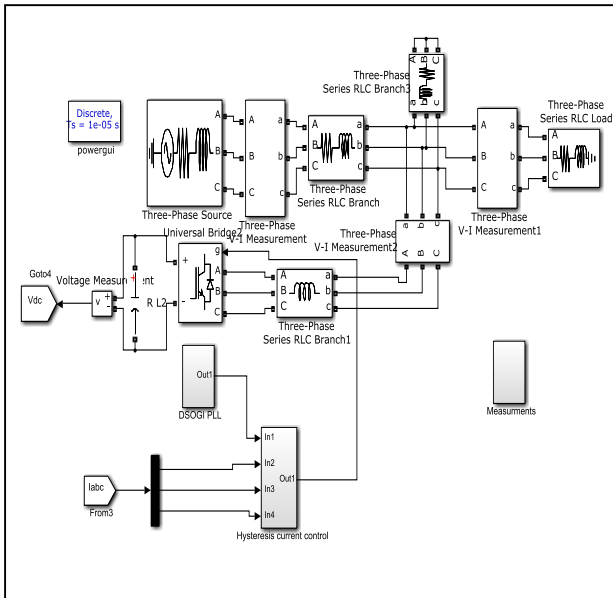 A B C
a b c
Three-Phase
Series RLC Branch3
Discrete,
Ts = 1e-05 s
powergui
A
B
C
Three-Phase Source
A a
B b
C c
Three-Phase
V-I Measurement
A a
B b
C c
Three-Phase
Series RLC Branch
A a
B b
C c
Three-Phase
V-I Measurement1
Three-Phase
Series RLC Load
A
B
C
a b c
A B C
Three-Phase
V-I Measurement2
Universal Bridge2
g
+ A
B
- C
A a
B b
C c
Three-Phase
Series RLC Branch1
Goto4
Vdc
Voltage Measurement
v + -
+
R L2
Out1
DSOGI PLL
Measurments
Iabc
From3
In1
In2
In3
In4
Out1
Hysteresis current control